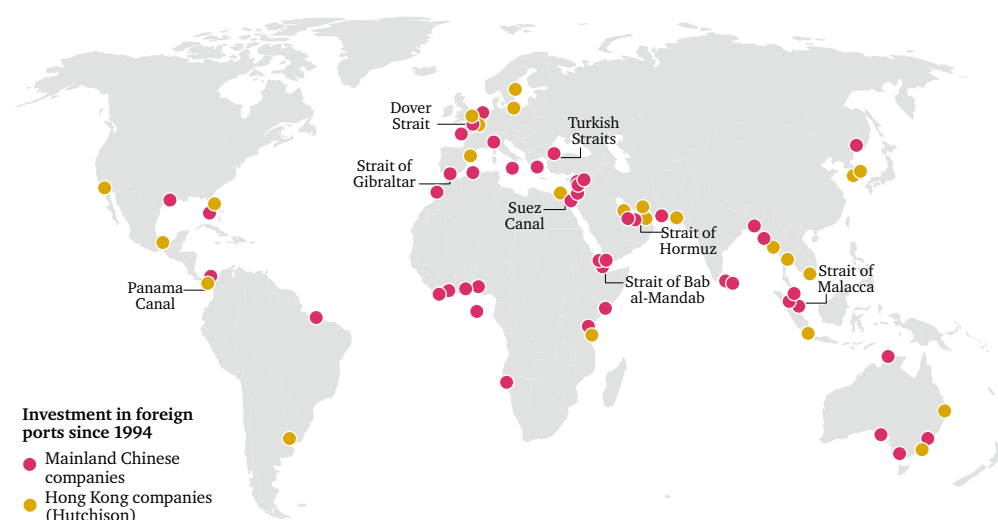 Dover
Strait
Turkish
Straits
Strait of
Gibraltar
Suez
Canal
Strait of
Hormuz
Strait of Bab
al-Mandab
Strait of
Malacca
Panama
Canal
Investment in foreign
ports since 1994
Mainland Chinese
companies
Hong Kong companies
(Hutchison)